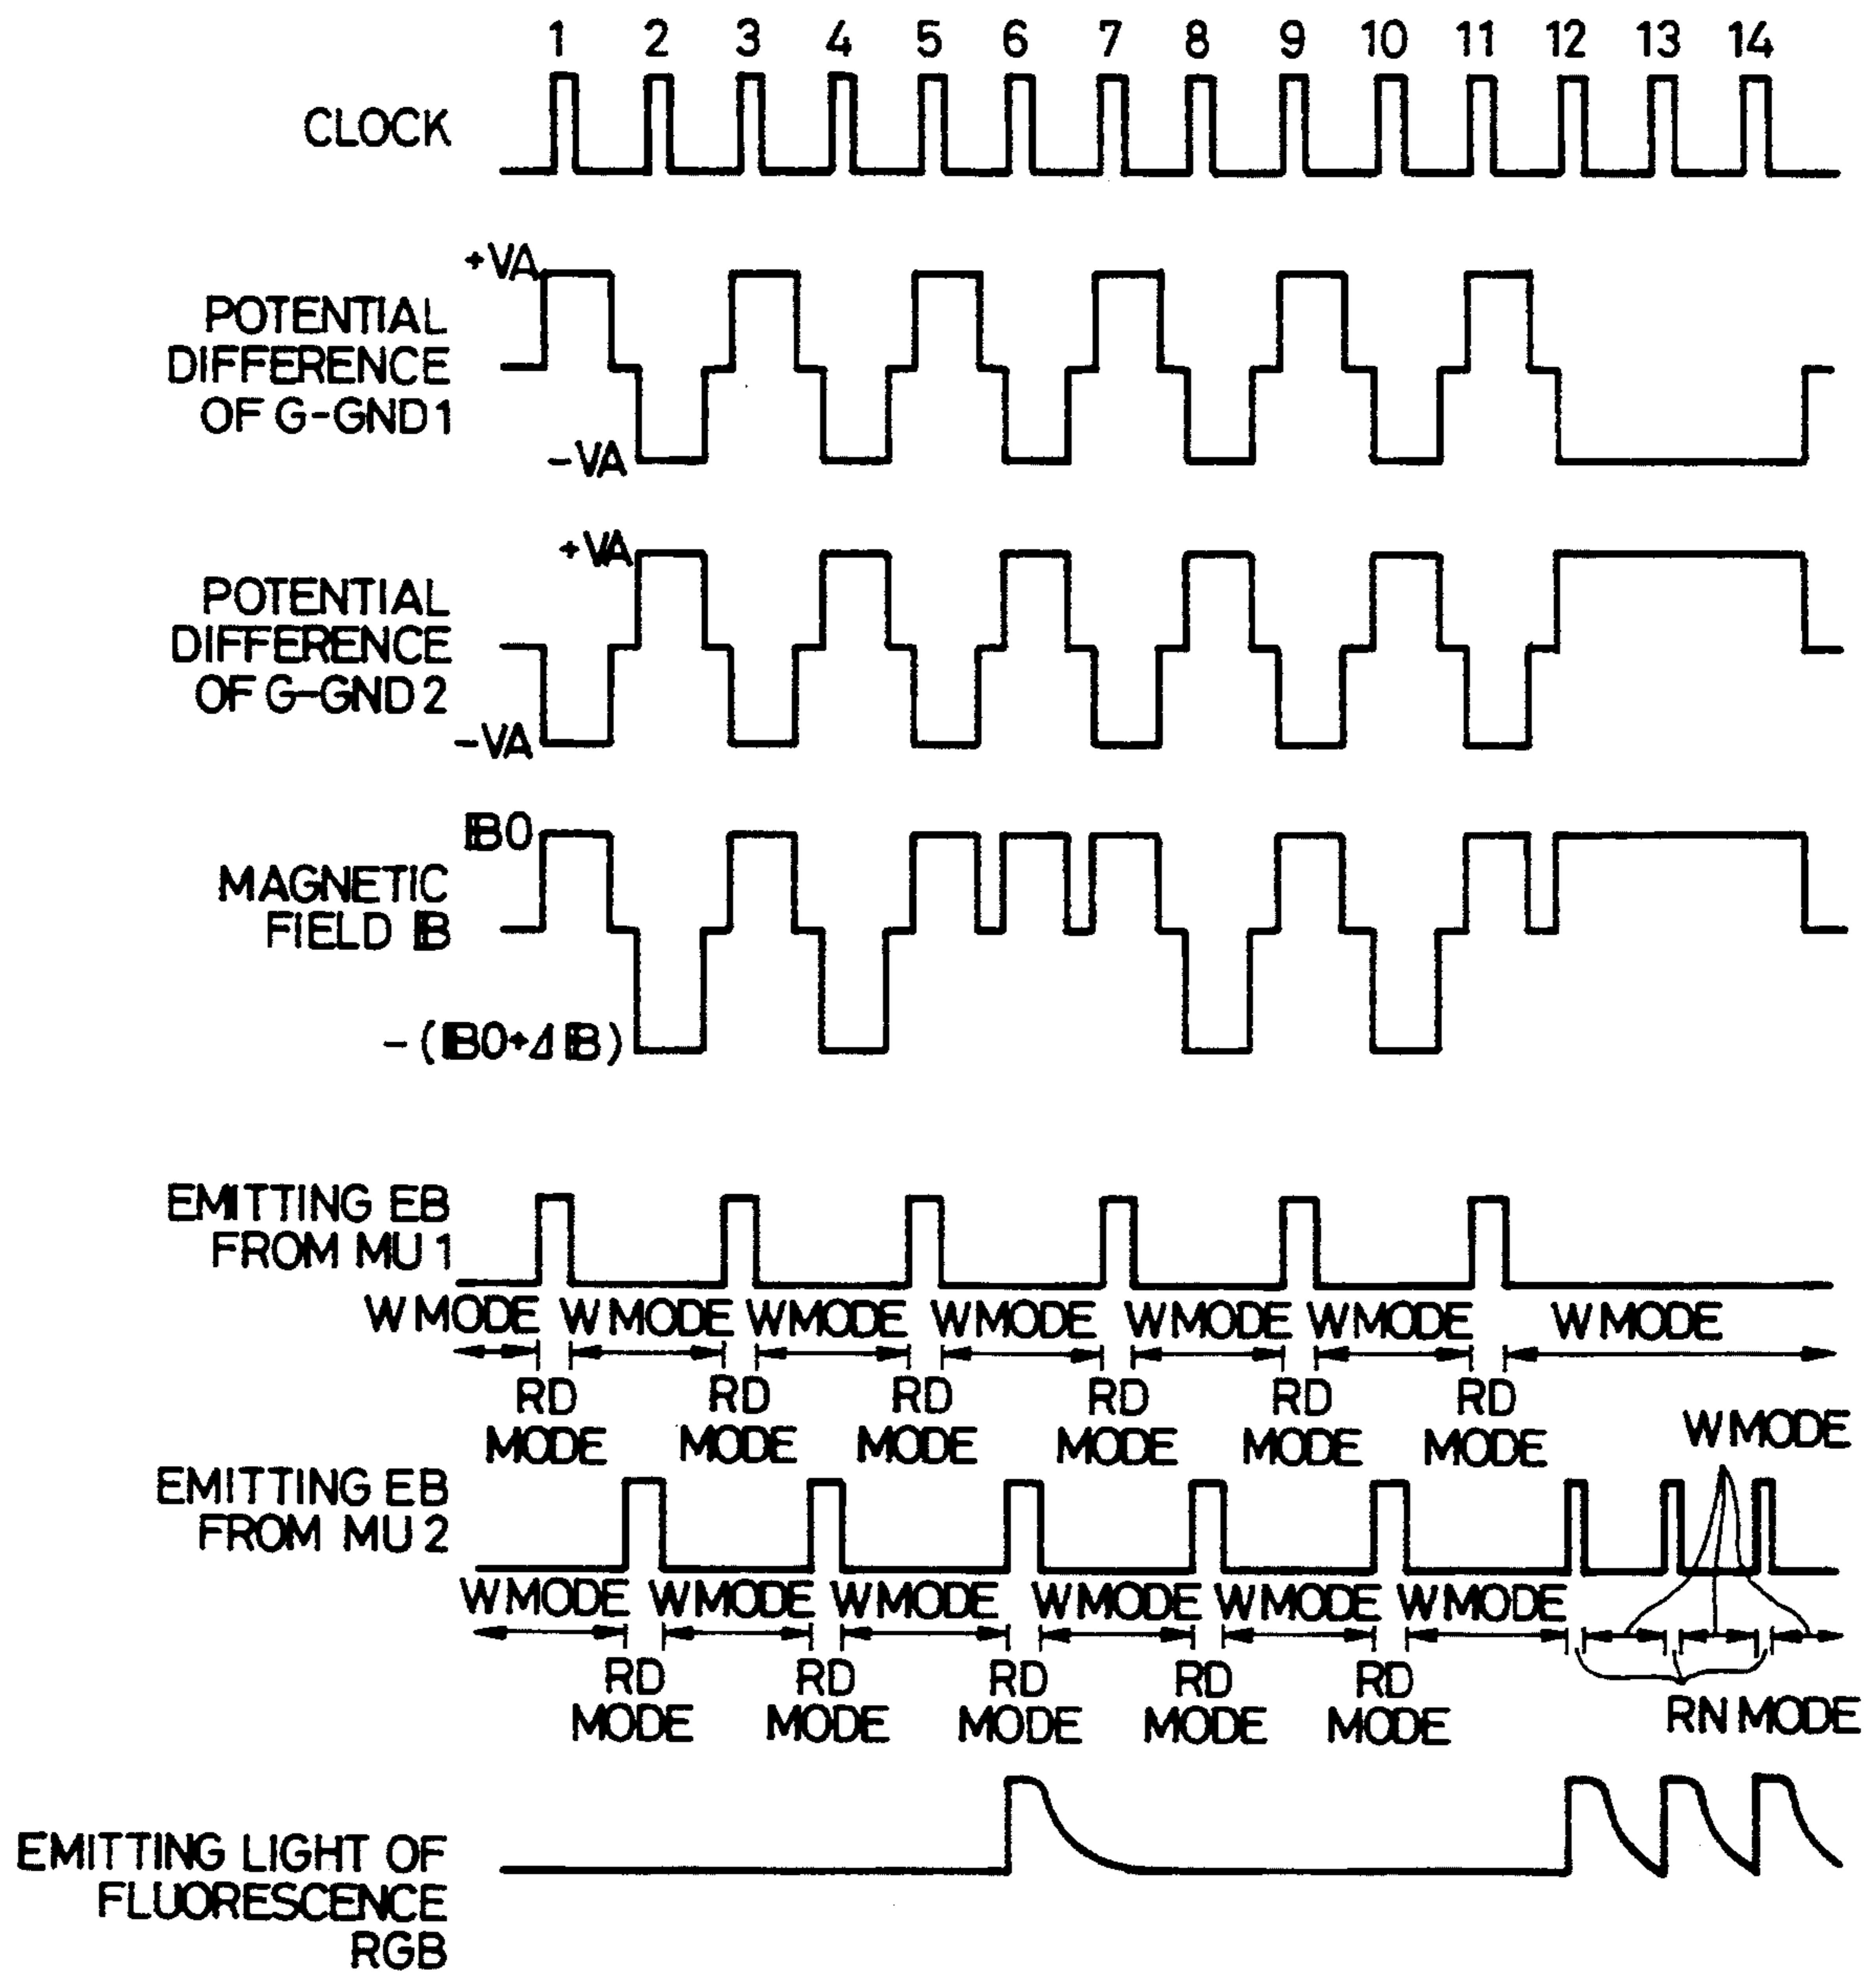 1 2 3 4 5 6 7 8 9 10 11 12 13 14
CLOCK
+VA
POTENTIAL
DIFFERENCE
OF G-GND1
-VA
+VA
POTENTIAL
DIFFERENCE
OF G-GND2
-VA
𝔹0
MAGNETIC
FIELD 𝔹
-(𝔹0+Δ𝔹)
EMITTING EB
FROM MU1
W MODE W MODE W MODE W MODE W MODE W MODE W MODE
RD RD RD RD RD RD
MODE MODE MODE MODE MODE MODE
W MODE
EMITTING EB
FROM MU2
W MODE W MODE W MODE W MODE W MODE W MODE
RD RD RD RD RD
MODE MODE MODE MODE MODE
RN MODE
EMITTING LIGHT OF
FLUORESCENCE
RGB